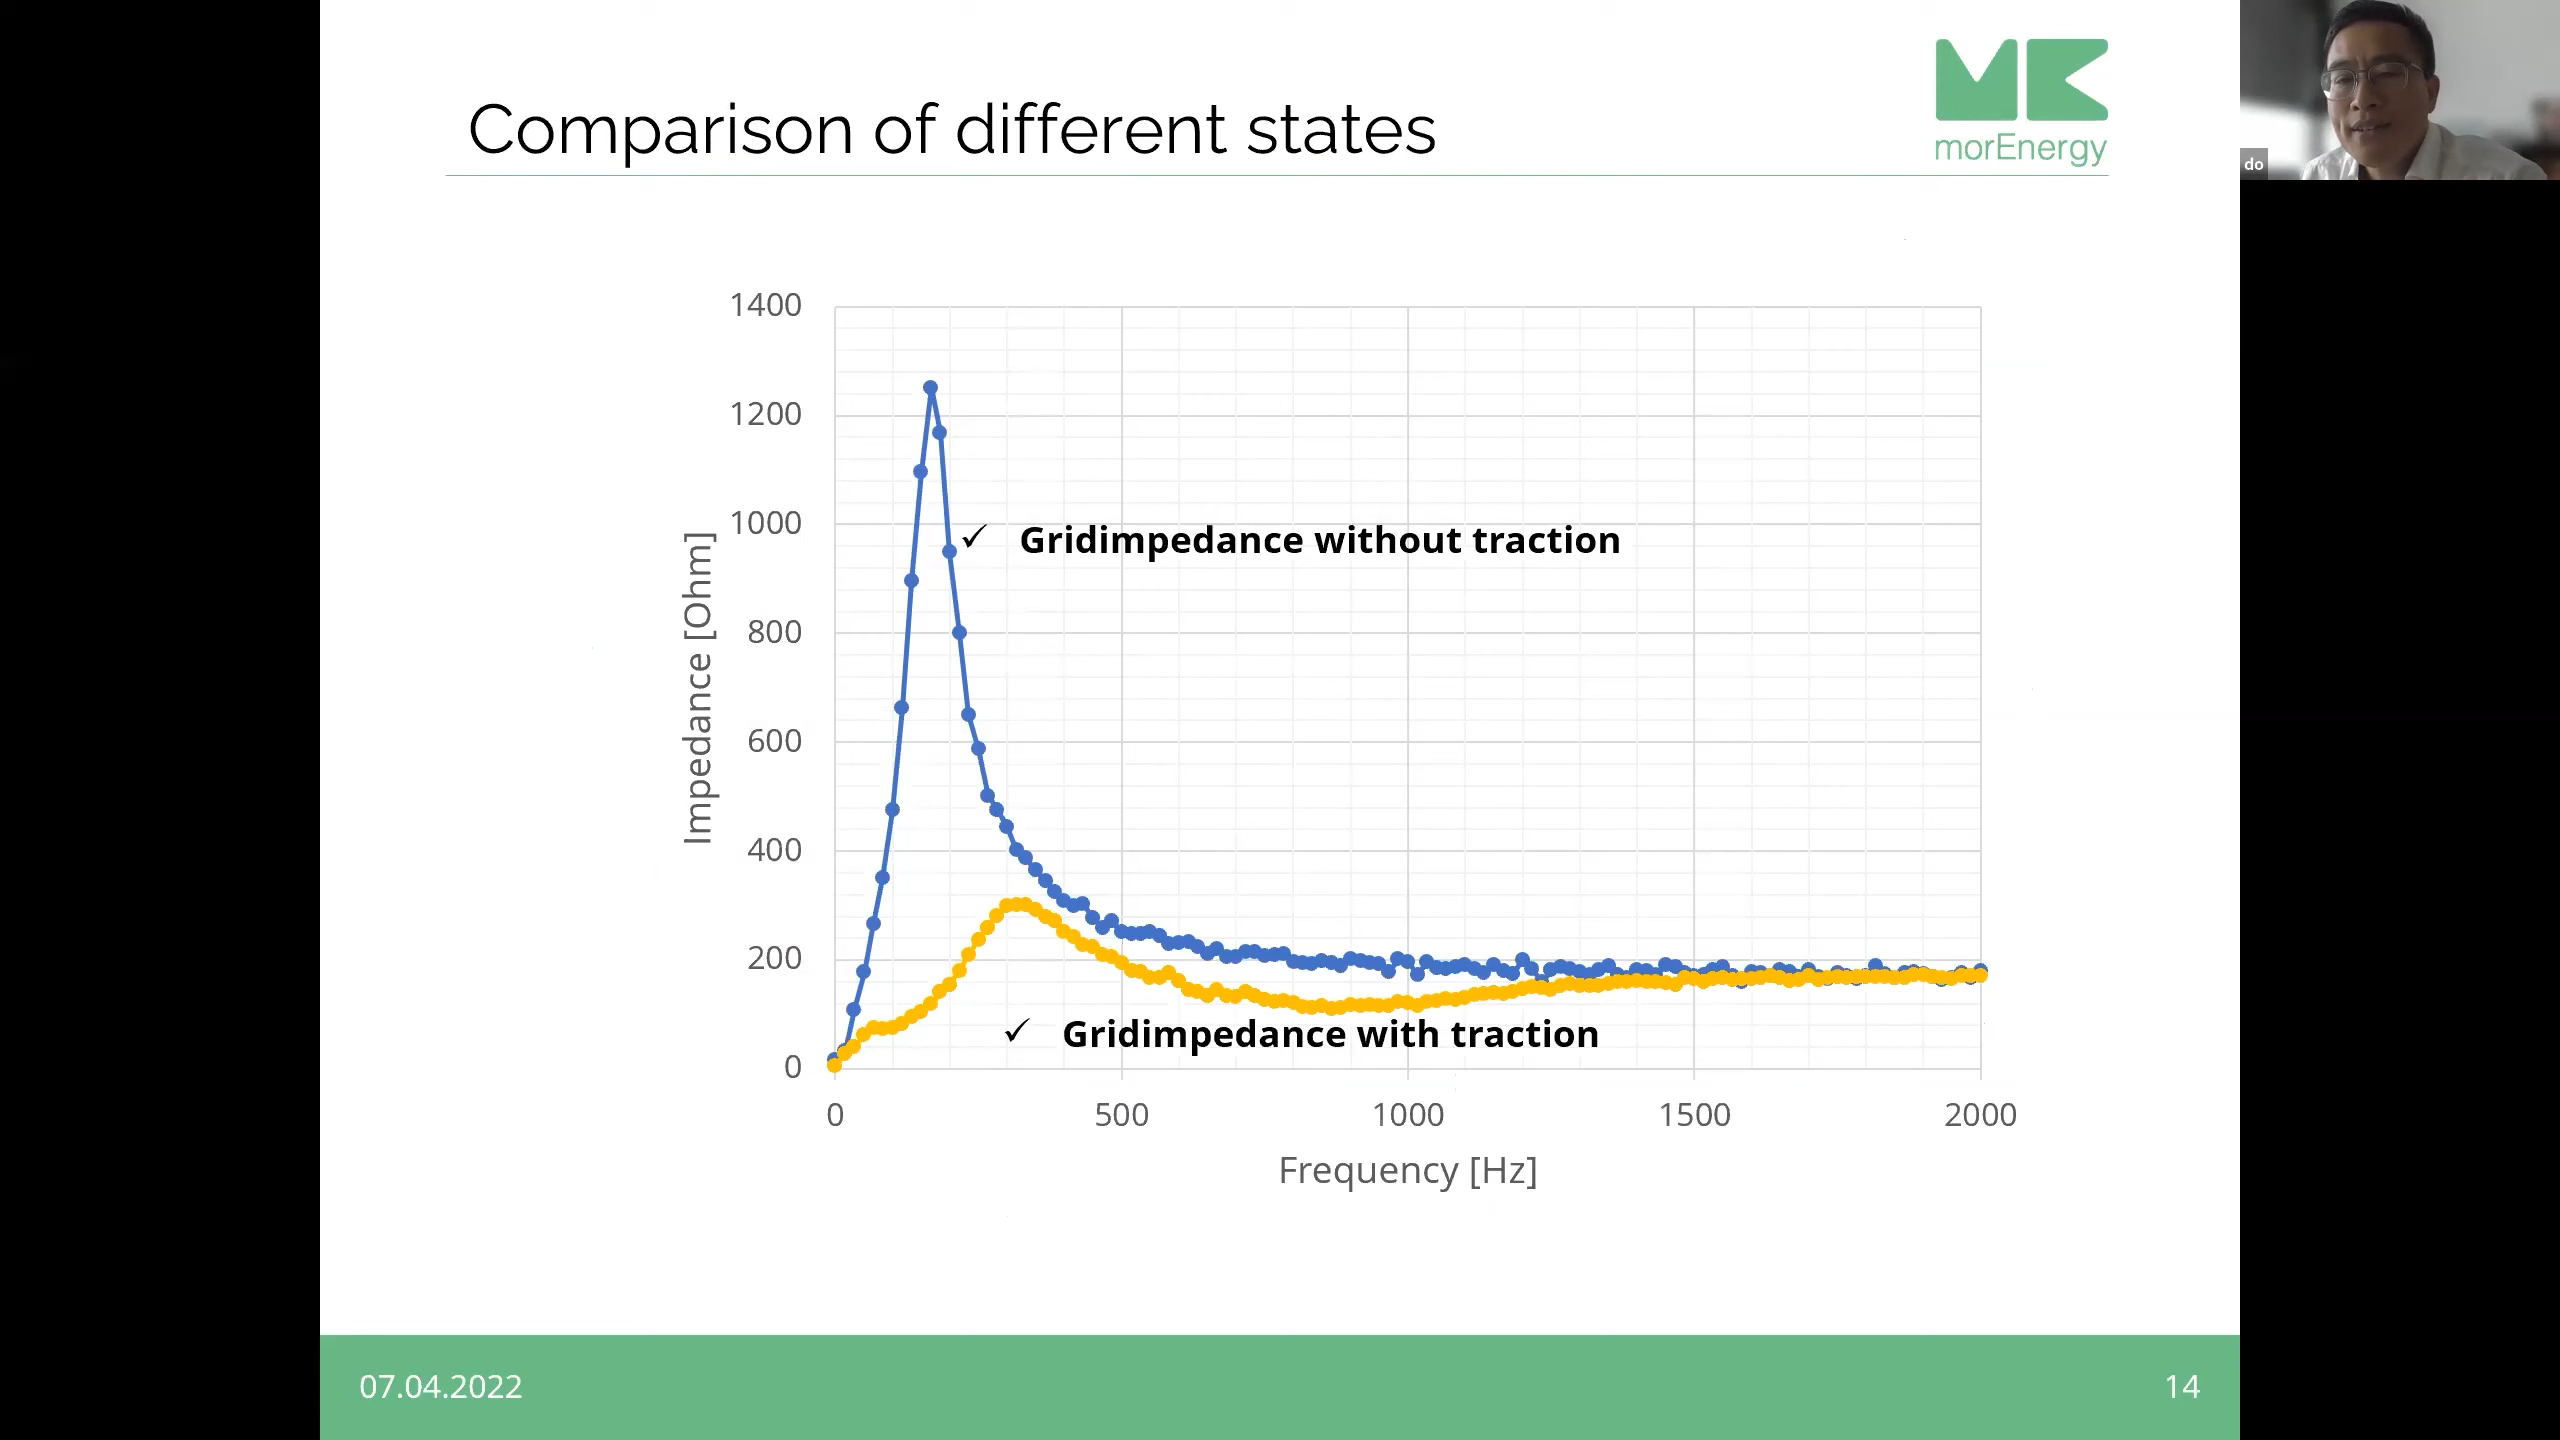 Comparison of different states
morEnergy
do
1400
1200
1000
800
600
400
200
0
Impedance [Ohm]
✓ Gridimpedance without traction
✓ Gridimpedance with traction
0 500 1000 1500 2000
Frequency [Hz]
07.04.2022
14